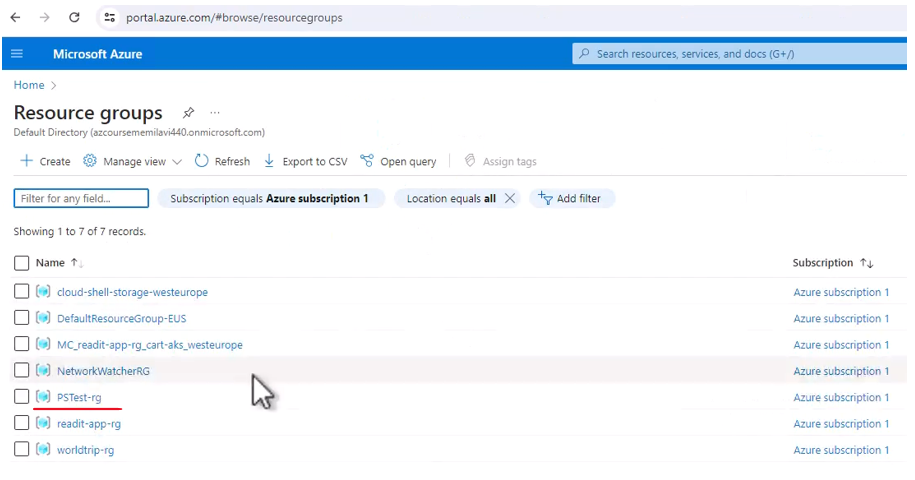 portal.azure.com/#browse/resourcegroups
Microsoft Azure
Search resources, services, and docs (G+/)
Home
Resource groups
Default Directory (azcoursememilavi440.onmicrosoft.com)
Create Manage view Refresh Export to CSV Open query Assign tags
Filter for any field... Subscription equals Azure subscription 1 Location equals all Add filter
Showing 1 to 7 of 7 records.
Name Subscription
cloud-shell-storage-westeurope Azure subscription 1
DefaultResourceGroup-EUS Azure subscription 1
MC_readit-app-rg_cart-aks_westeurope Azure subscription 1
NetworkWatcherRG Azure subscription 1
PSTest-rg Azure subscription 1
readit-app-rg Azure subscription 1
worldtrip-rg Azure subscription 1